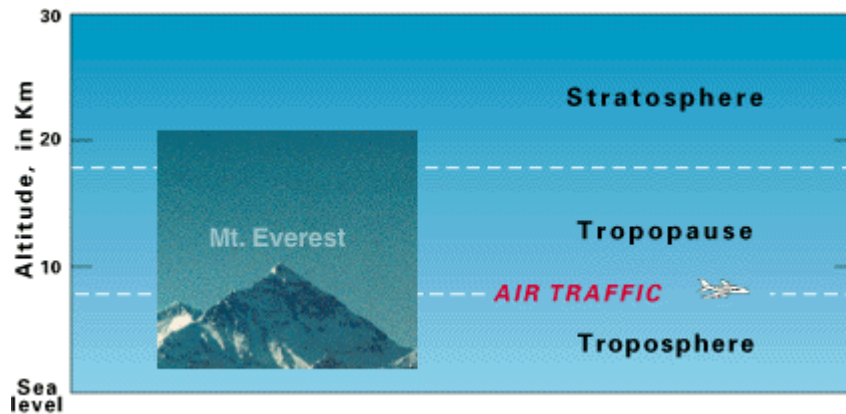 30
Stratosphere
Altitude, in Km
20
Mt. Everest
Tropopause
10
AIR TRAFFIC
Troposphere
Sea
level